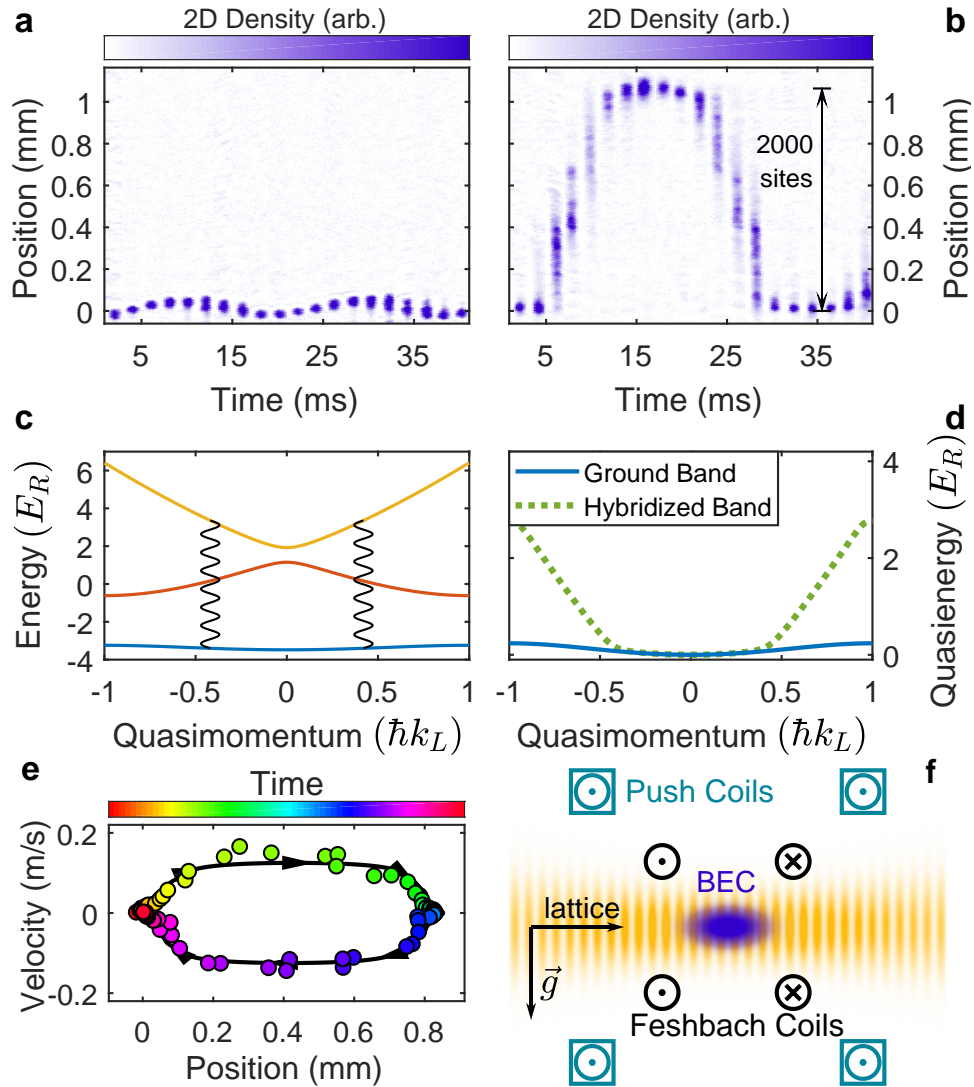 a
2D Density (arb.)
Position (mm)
1
0.8
0.6
0.4
0.2
0
5
15
25
35
Time (ms)
b
2D Density (arb.)
2000
sites
1
0.8
0.6
0.4
0.2
0
Position (mm)
5
15
25
35
Time (ms)
c
Energy (E_R)
6
4
2
0
-2
-4
-1
-0.5
0
0.5
1
Quasimomentum (ħk_L)
d
Ground Band
Hybridized Band
4
2
0
Quasienergy (E_R)
-1
-0.5
0
0.5
1
Quasimomentum (ħk_L)
e
Time
Velocity (m/s)
0.2
0
-0.2
0
0.2
0.4
0.6
0.8
Position (mm)
f
Push Coils
BEC
lattice
g⃗
Feshbach Coils